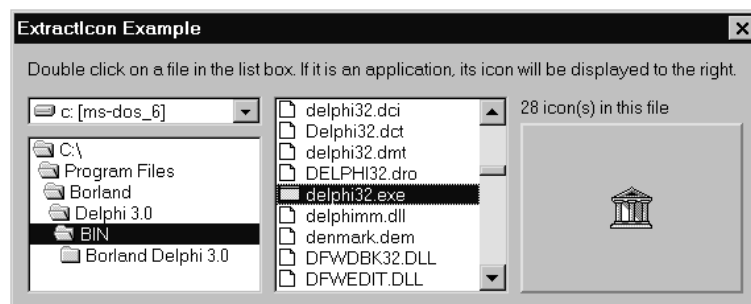 ExtractIcon Example
Double click on a file in the list box. If it is an application, its icon will be displayed to the right.
c: [ms-dos_6]
C:\
Program Files
Borland
Delphi 3.0
BIN
Borland Delphi 3.0
delphi32.dci
Delphi32.dct
delphi32.dmt
DELPHI32.dro
delphi32.exe
delphimm.dll
denmark.dem
DFWDBK32.DLL
DFWEDIT.DLL
28 icon(s) in this file